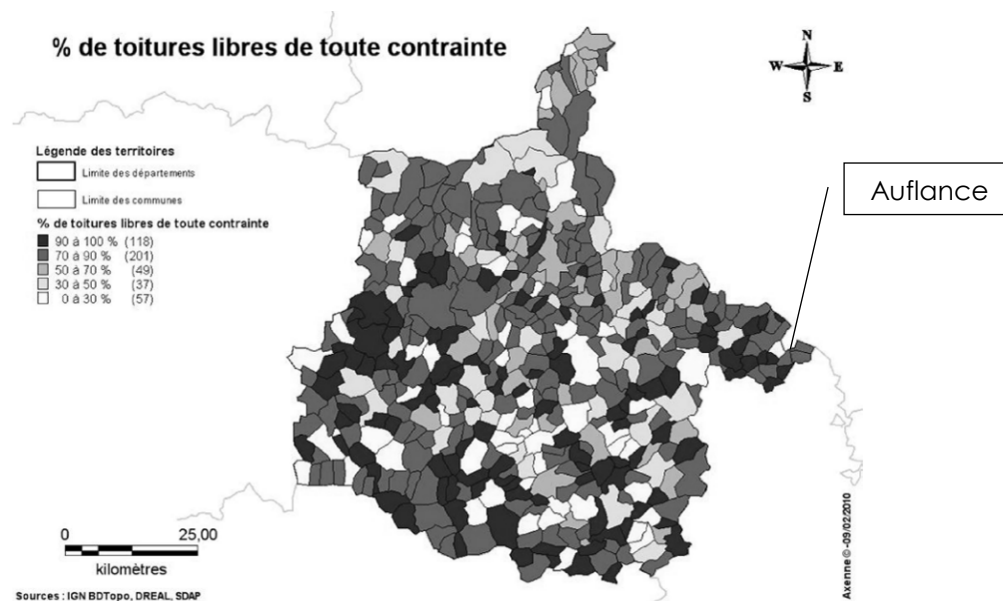 % de toitures libres de toute contrainte
N
W E
S
Légende des territoires
Limite des départements
Limite des communes
% de toitures libres de toute contrainte
90 à 100 % (118)
70 à 90 % (201)
50 à 70 % (49)
30 à 50 % (37)
0 à 30 % (57)
Auflance
0 25,00
kilomètres
Sources : IGN BDTopo, DREAL, SDAP
Axenne © -09/02/2010